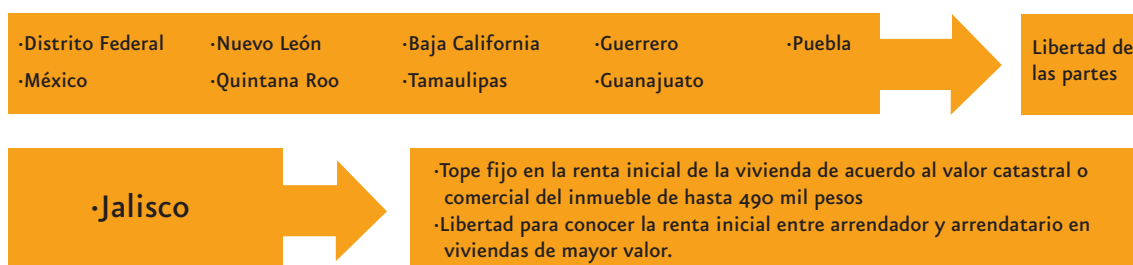 ·Distrito Federal ·Nuevo León ·Baja California ·Guerrero ·Puebla
·México ·Quintana Roo ·Tamaulipas ·Guanajuato
Libertad de
las partes
·Jalisco
·Tope fijo en la renta inicial de la vivienda de acuerdo al valor catastral o
comercial del inmueble de hasta 490 mil pesos
·Libertad para conocer la renta inicial entre arrendador y arrendatario en
viviendas de mayor valor.